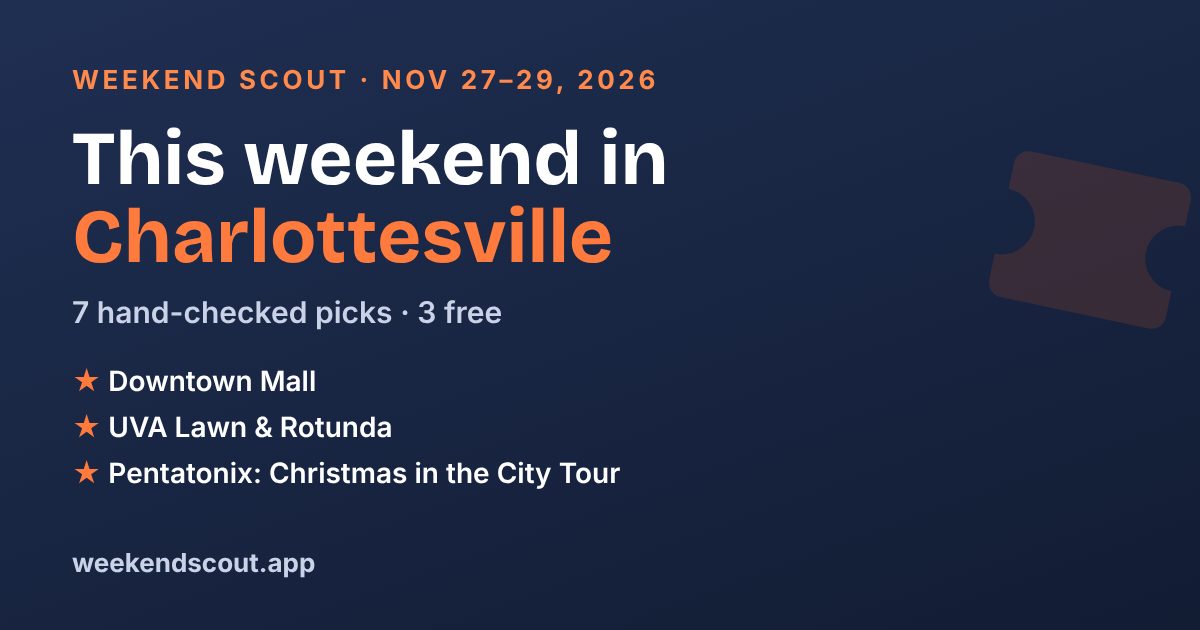 WEEKEND SCOUT · NOV 27–29, 2026
This weekend in
Charlottesville
7 hand-checked picks · 3 free
★ Downtown Mall
★ UVA Lawn & Rotunda
★ Pentatonix: Christmas in the City Tour
weekendscout.app